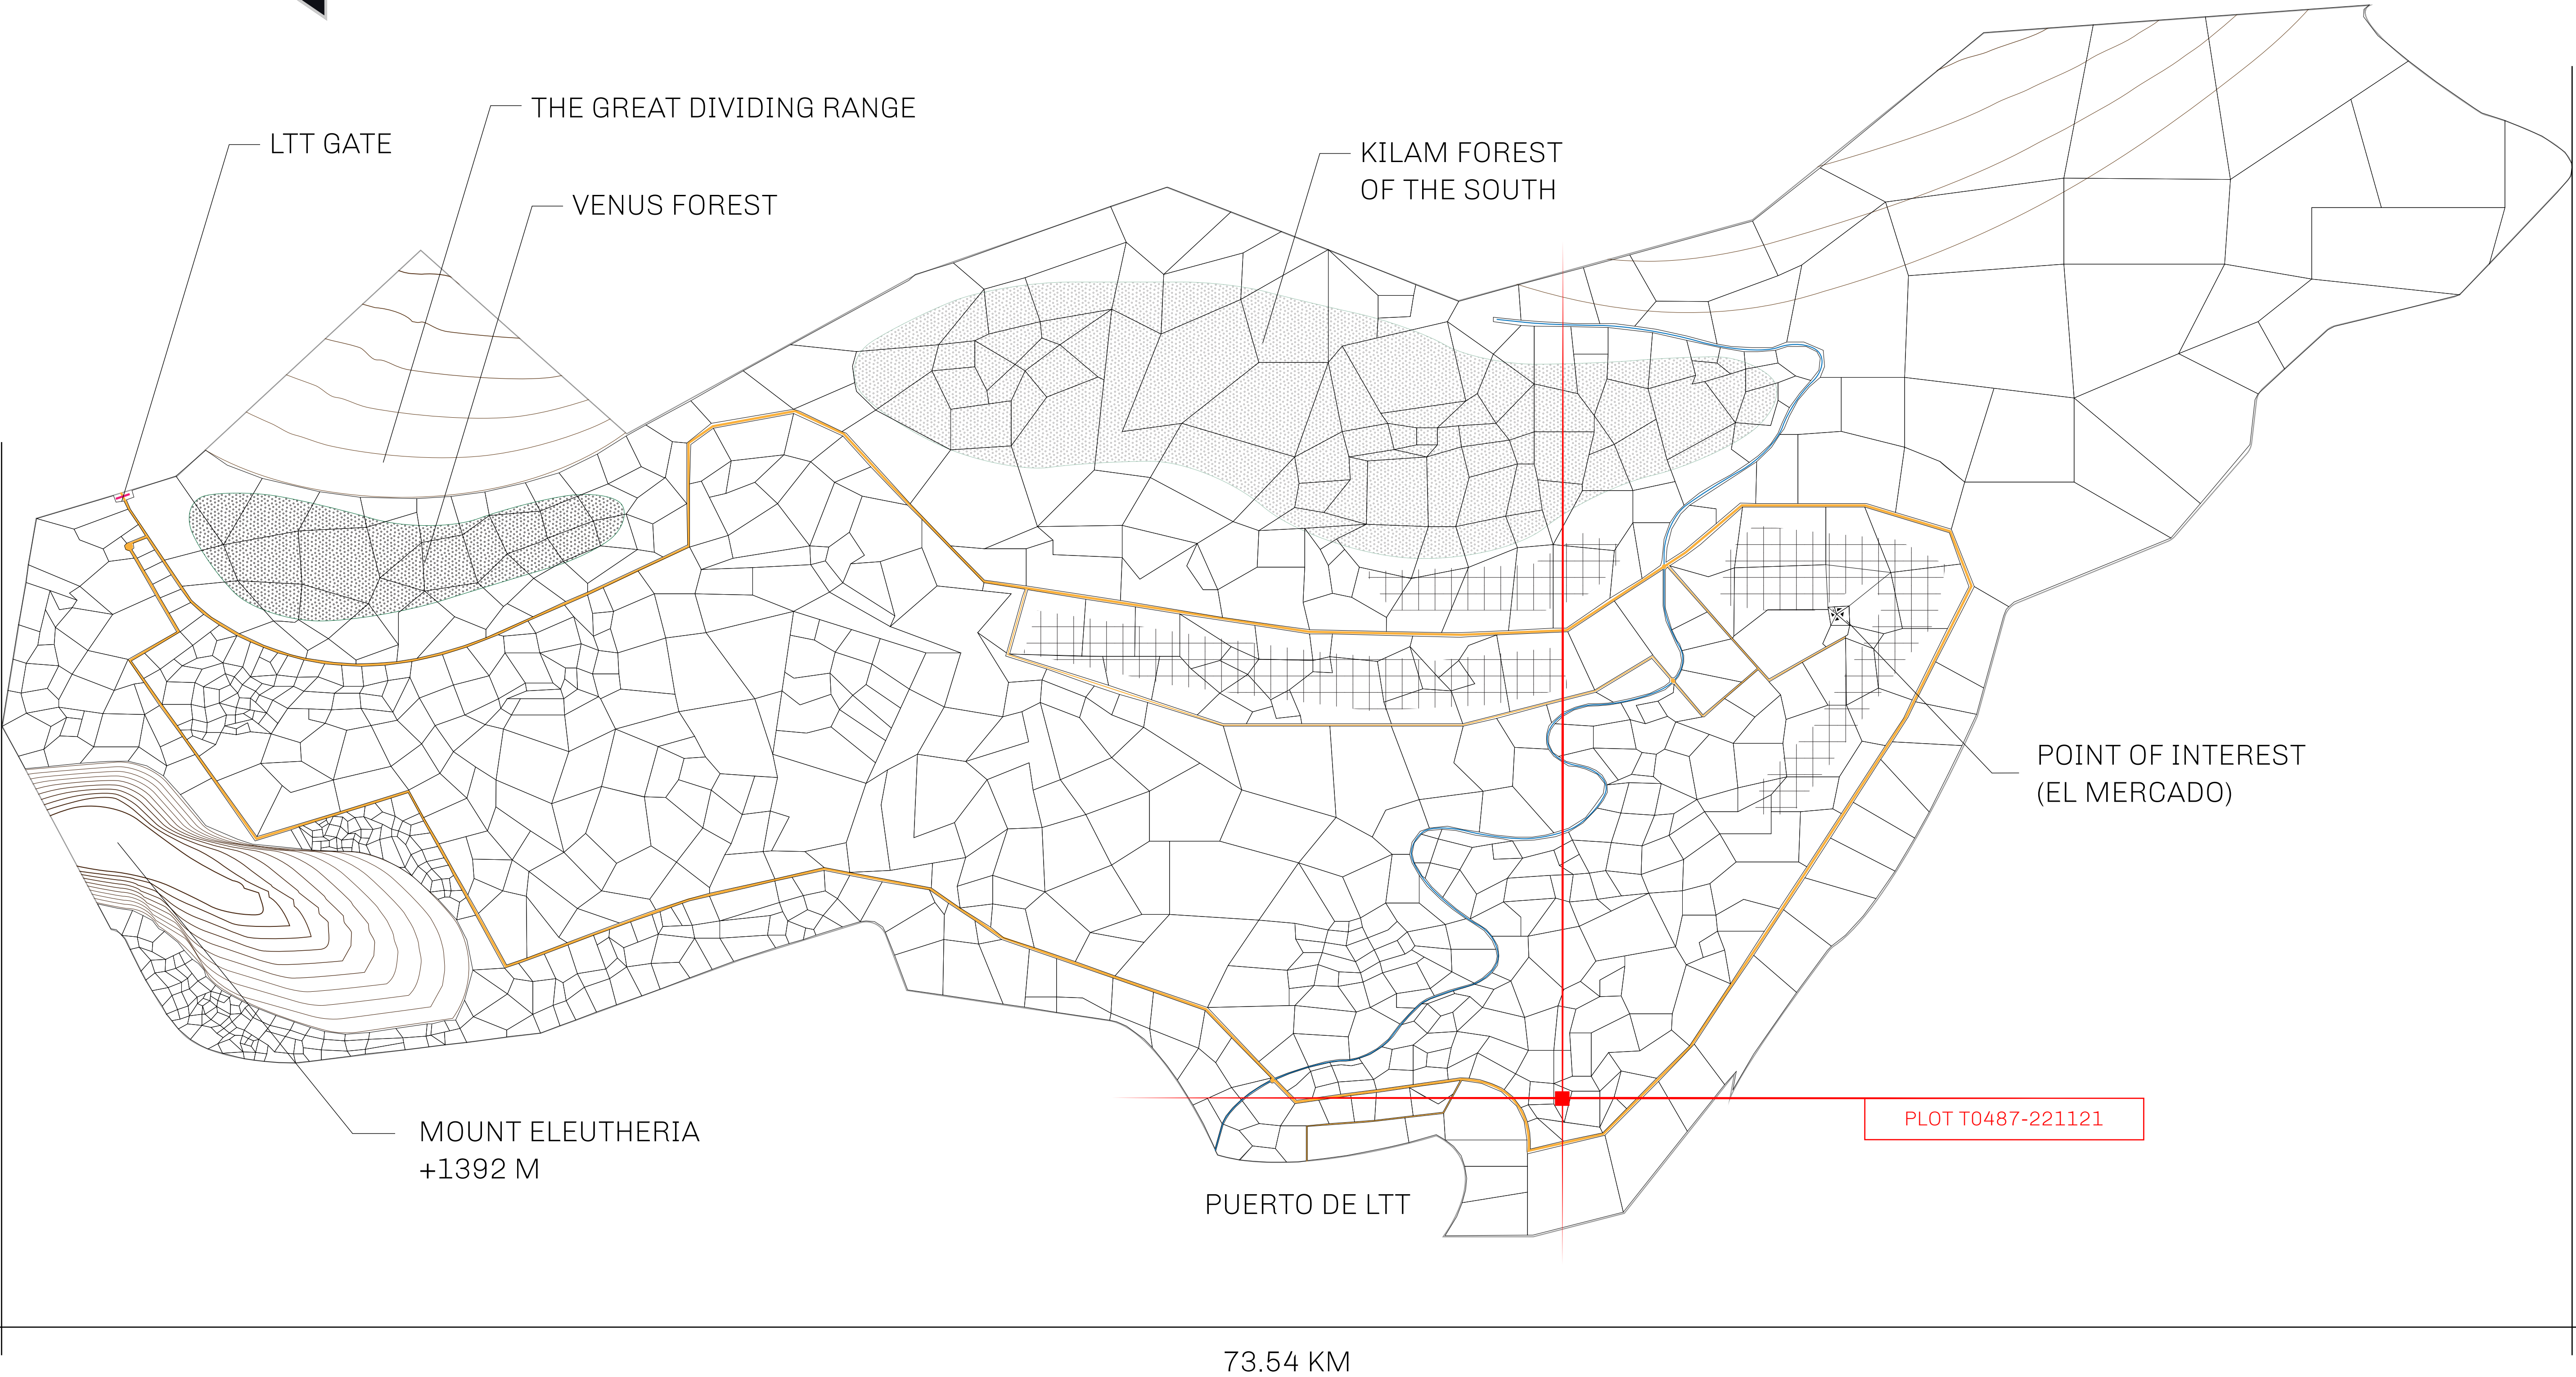 THE GREAT DIVIDING RANGE
LTT GATE
KILAM FOREST
OF THE SOUTH
VENUS FOREST
POINT OF INTEREST
(EL MERCADO)
PLOT T0487-221121
MOUNT ELEUTHERIA
+1392 M
PUERTO DE LTT
73.54 KM